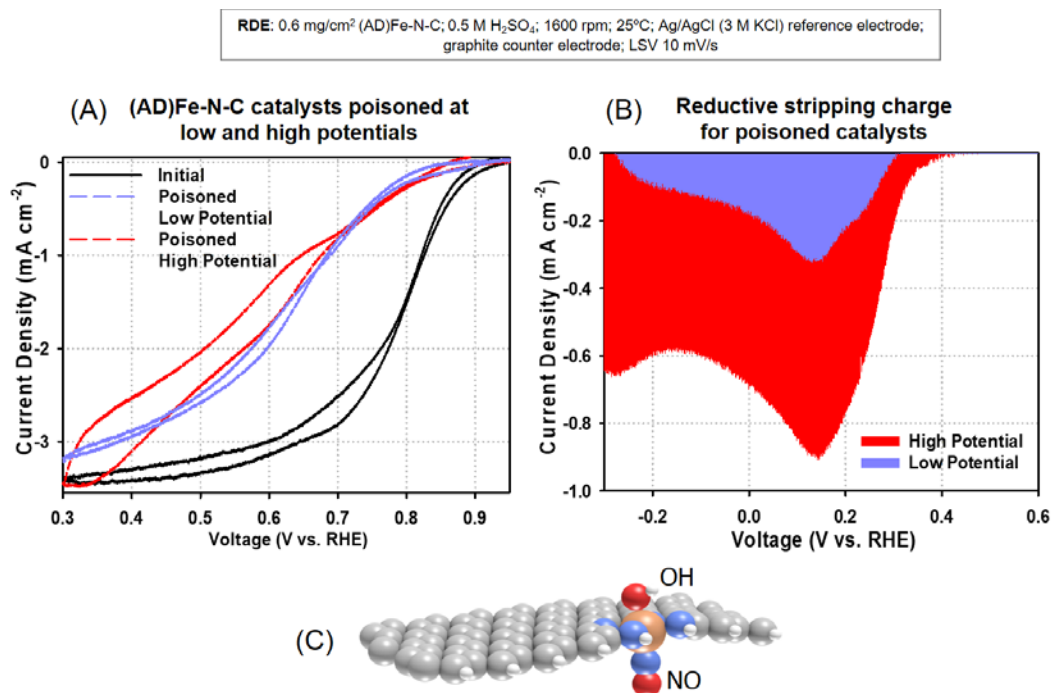 RDE: 0.6 mg/cm² (AD)Fe-N-C; 0.5 M H₂SO₄; 1600 rpm; 25ºC; Ag/AgCl (3 M KCl) reference electrode;
graphite counter electrode; LSV 10 mV/s
(A) (AD)Fe-N-C catalysts poisoned at
low and high potentials
Current Density (mA cm⁻²)
0
-1
-2
-3
Initial
Poisoned
Low Potential
Poisoned
High Potential
0.3 0.4 0.5 0.6 0.7 0.8 0.9
Voltage (V vs. RHE)
(B) Reductive stripping charge
for poisoned catalysts
Current Density (mA cm⁻²)
0.0
-0.2
-0.4
-0.6
-0.8
-1.0
High Potential
Low Potential
-0.2 0.0 0.2 0.4 0.6
Voltage (V vs. RHE)
(C)
OH
NO